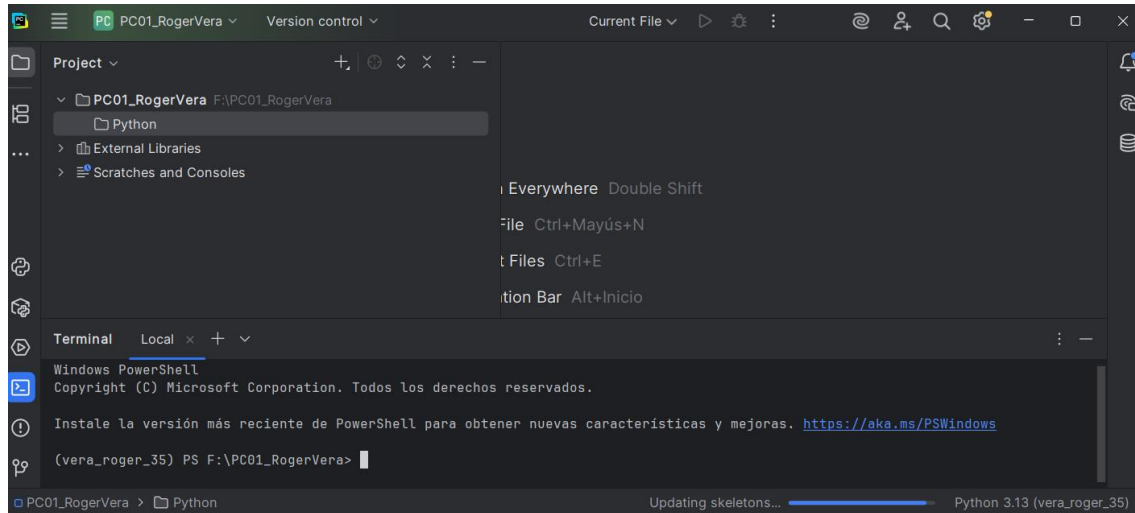 PC PC01_RogerVera Version control Current File
Project
PC01_RogerVera F:\PC01_RogerVera
Python
External Libraries
Scratches and Consoles
Everywhere Double Shift
File Ctrl+Mayús+N
Files Ctrl+E
Bar Alt+Inicio
Terminal Local
Windows PowerShell
Copyright (C) Microsoft Corporation. Todos los derechos reservados.
Instale la versión más reciente de PowerShell para obtener nuevas características y mejoras. https://aka.ms/PSWindows
(vera_roger_35) PS F:\PC01_RogerVera>
PC01_RogerVera > Python Updating skeletons... Python 3.13 (vera_roger_35)